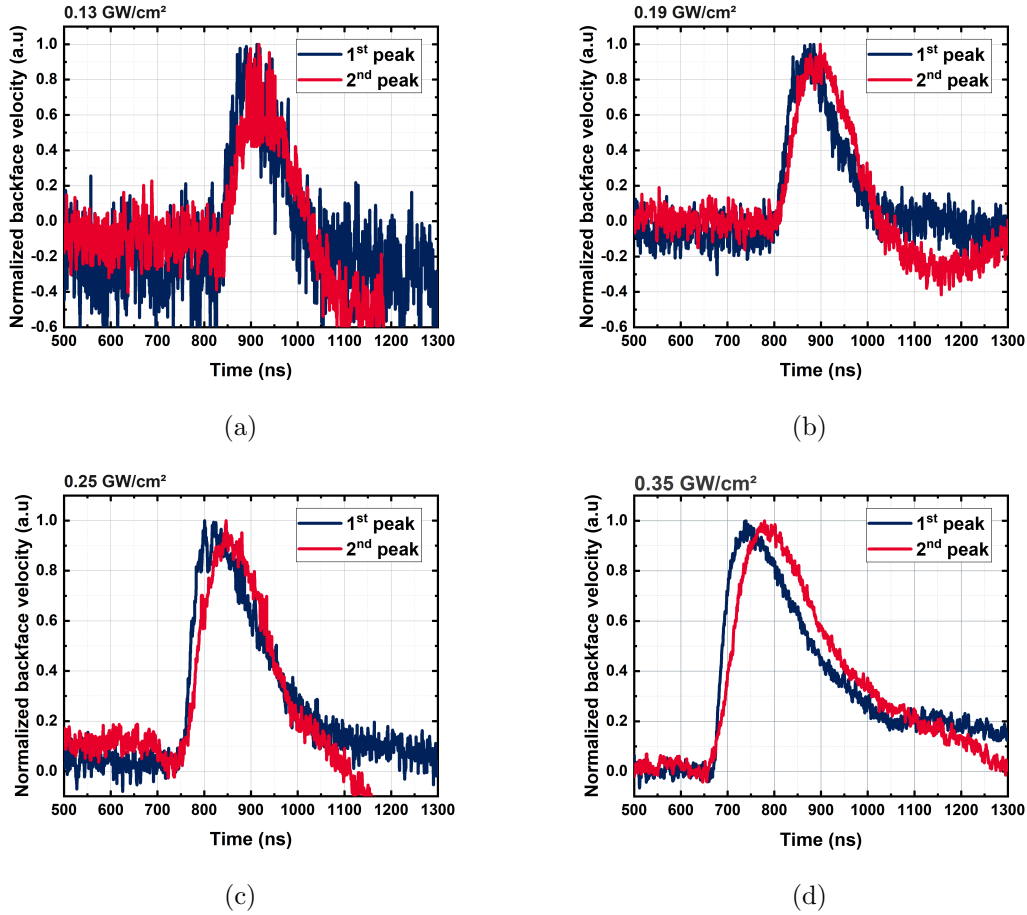 0.13 GW/cm²
Normalized backface velocity (a.u)
1.0
0.8
0.6
0.4
0.2
0.0
-0.2
-0.4
-0.6
1st peak
2nd peak
500 600 700 800 900 1000 1100 1200 1300
Time (ns)
(a)
0.19 GW/cm²
Normalized backface velocity (a.u)
1.0
0.8
0.6
0.4
0.2
0.0
-0.2
-0.4
-0.6
1st peak
2nd peak
500 600 700 800 900 1000 1100 1200 1300
Time (ns)
(b)
0.25 GW/cm²
Normalized backface velocity (a.u)
1.0
0.8
0.6
0.4
0.2
0.0
1st peak
2nd peak
500 600 700 800 900 1000 1100 1200 1300
Time (ns)
(c)
0.35 GW/cm²
Normalized backface velocity (a.u)
1.0
0.8
0.6
0.4
0.2
0.0
1st peak
2nd peak
500 600 700 800 900 1000 1100 1200 1300
Time (ns)
(d)